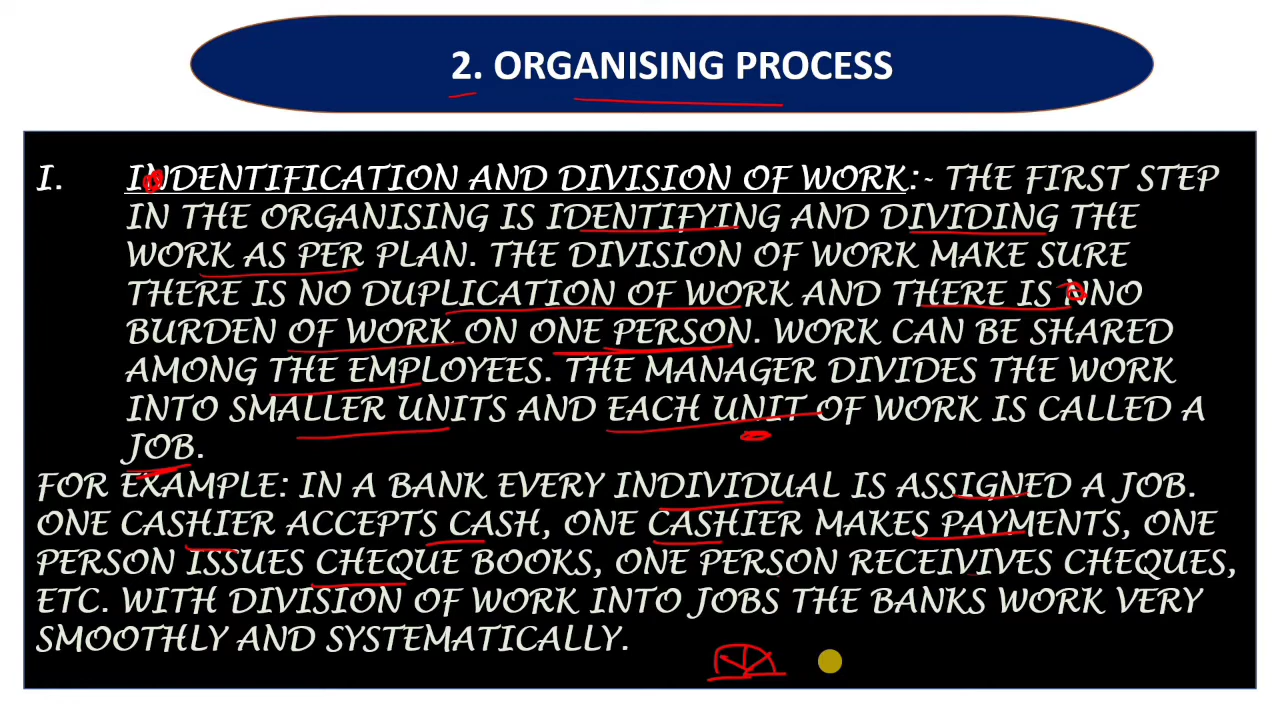 2. ORGANISING PROCESS
I. INDENTIFICATION AND DIVISION OF WORK:- THE FIRST STEP
IN THE ORGANISING IS IDENTIFYING AND DIVIDING THE
WORK AS PER PLAN. THE DIVISION OF WORK MAKE SURE
THERE IS NO DUPLICATION OF WORK AND THERE IS NNO
BURDEN OF WORK ON ONE PERSON. WORK CAN BE SHARED
AMONG THE EMPLOYEES. THE MANAGER DIVIDES THE WORK
INTO SMALLER UNITS AND EACH UNIT OF WORK IS CALLED A
JOB.
FOR EXAMPLE: IN A BANK EVERY INDIVIDUAL IS ASSIGNED A JOB.
ONE CASHIER ACCEPTS CASH, ONE CASHIER MAKES PAYMENTS, ONE
PERSON ISSUES CHEQUE BOOKS, ONE PERSON RECEIVIVES CHEQUES,
ETC. WITH DIVISION OF WORK INTO JOBS THE BANKS WORK VERY
SMOOTHLY AND SYSTEMATICALLY.